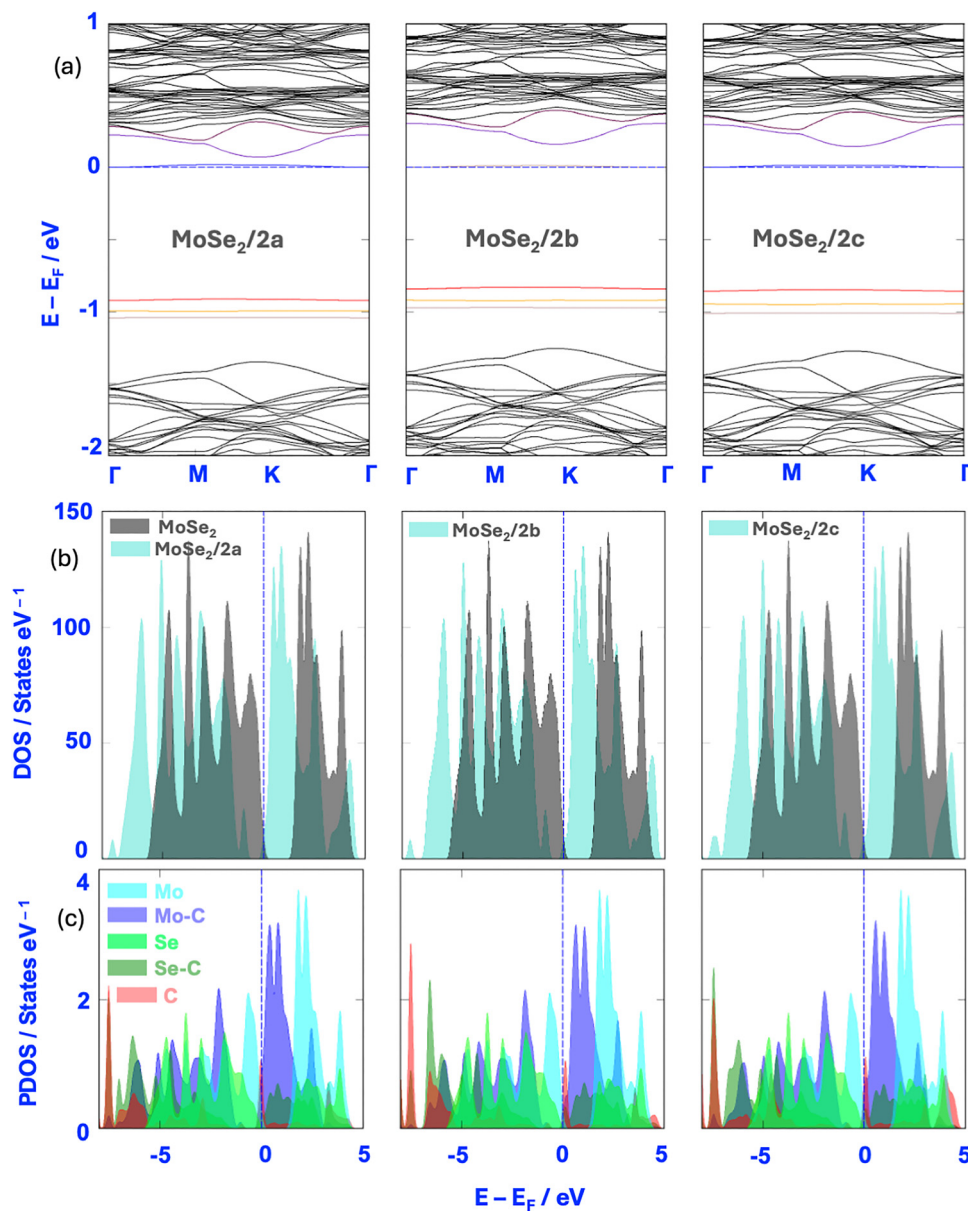 (a)
E – E_F / eV
1
0
-1
-2
MoSe₂/2a
MoSe₂/2b
MoSe₂/2c
Γ M K Γ
Γ M K Γ
Γ M K Γ
(b)
DOS / States eV⁻¹
150
100
50
0
MoSe₂
MoSe₂/2a
MoSe₂/2b
MoSe₂/2c
(c)
PDOS / States eV⁻¹
4
2
0
Mo
Mo-C
Se
Se-C
C
-5 0 5
-5 0 5
-5 0 5
E – E_F / eV